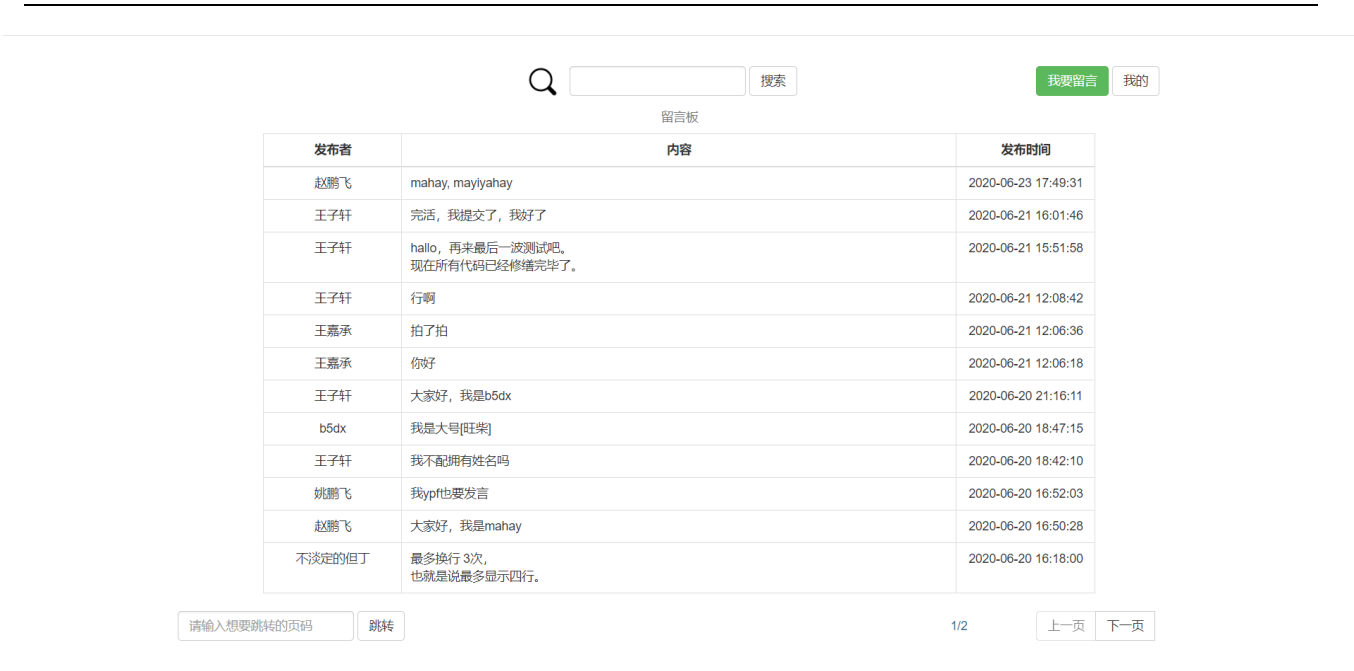 搜索 我要留言 我的
留言板
发布者 内容 发布时间
赵鹏飞 mahay, mayiyahay 2020-06-23 17:49:31
王子轩 完活，我提交了，我好了 2020-06-21 16:01:46
王子轩 hallo，再来最后一波测试吧。 2020-06-21 15:51:58
现在所有代码已经修缮完毕了。
王子轩 行啊 2020-06-21 12:08:42
王嘉承 拍了拍 2020-06-21 12:06:36
王嘉承 你好 2020-06-21 12:06:18
王子轩 大家好，我是b5dx 2020-06-20 21:16:11
b5dx 我是大号[旺柴] 2020-06-20 18:47:15
王子轩 我不配拥有姓名吗 2020-06-20 18:42:10
姚鹏飞 我ypf也要发言 2020-06-20 16:52:03
赵鹏飞 大家好，我是mahay 2020-06-20 16:50:28
不淡定的但丁 最多换行 3次， 2020-06-20 16:18:00
也就是说最多显示四行。
请输入想要跳转的页码 跳转 1/2 上一页 下一页